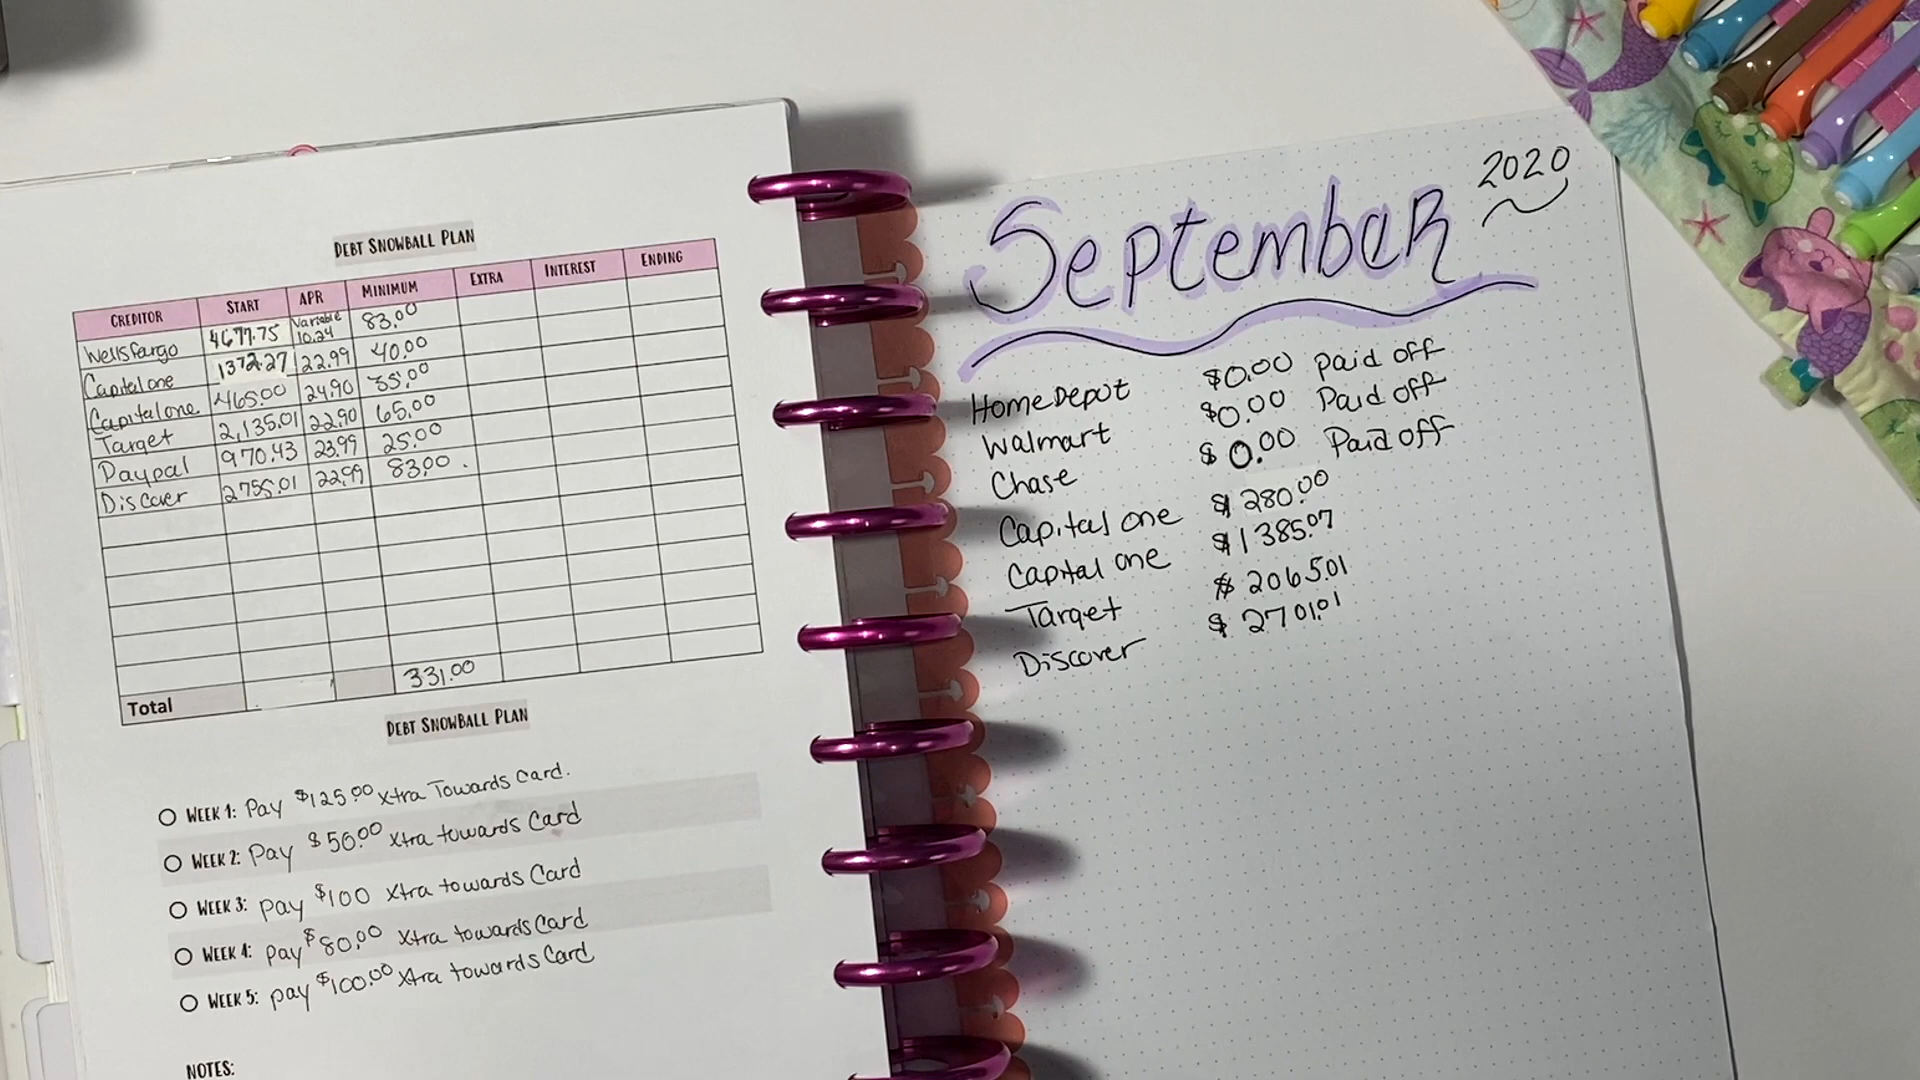 DEBT SNOWBALL PLAN
CREDITOR START APR MINIMUM EXTRA INTEREST ENDING
Wellsfargo 4677.75 Variable 10.24 83.00
Capital one 1372.27 22.99 40.00
Capital one 465.00 24.90 35.00
Target 2,135.01 22.90 65.00
Paypal 970.43 23.99 25.00
Discover 2755.01 22.99 83.00
Total 331.00
DEBT SNOWBALL PLAN
WEEK 1: Pay $125.00 Xtra Towards Card.
WEEK 2: Pay $50.00 Xtra towards Card
WEEK 3: pay $100 Xtra towards Card
WEEK 4: pay $80.00 Xtra towards Card
WEEK 5: pay $100.00 Xtra towards Card
NOTES:
September 2020
Home Depot $0.00 paid off
Walmart $0.00 Paid off
Chase $0.00 Paid off
Capital one $280.00
Capital one $1385.07
Target $2065.01
Discover $2701.01